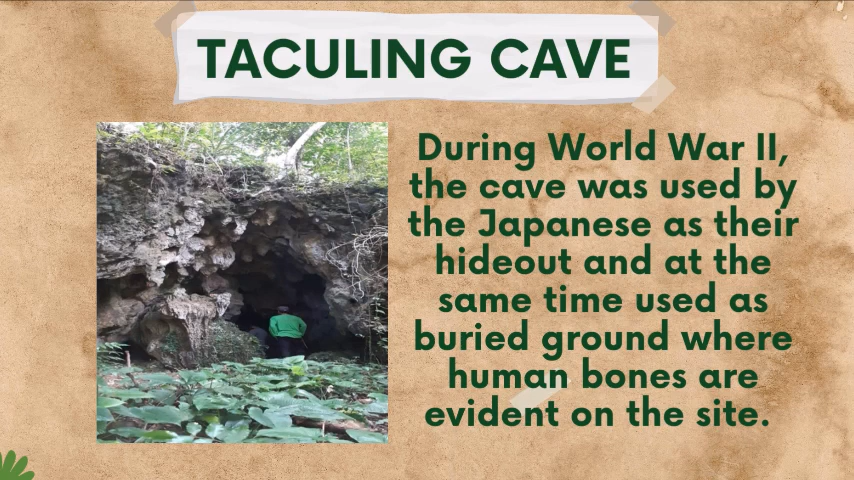 TACULING CAVE
During World War II,
the cave was used by
the Japanese as their
hideout and at the
same time used as
buried ground where
human bones are
evident on the site.